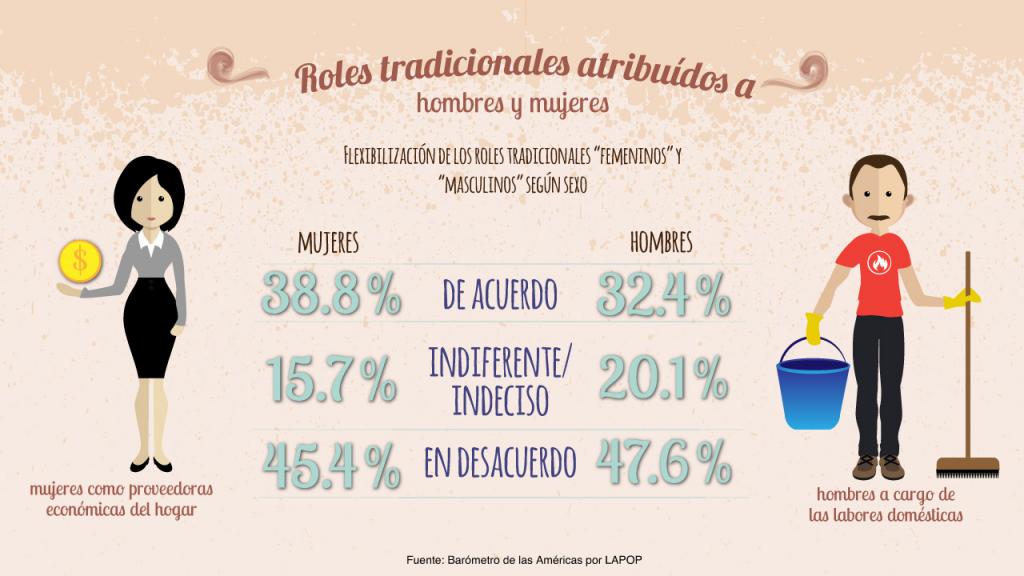 Roles tradicionales atribuídos a
hombres y mujeres
FLEXIBILIZACIÓN DE LOS ROLES TRADICIONALES “FEMENINOS” Y
“MASCULINOS” SEGÚN SEXO
MUJERES HOMBRES
38.8% DE ACUERDO 32.4%
15.7% INDIFERENTE/
INDECISO 20.1%
45.4% EN DESACUERDO 47.6%
$
mujeres como proveedoras
económicas del hogar
hombres a cargo de
las labores domésticas
Fuente: Barómetro de las Américas por LAPOP